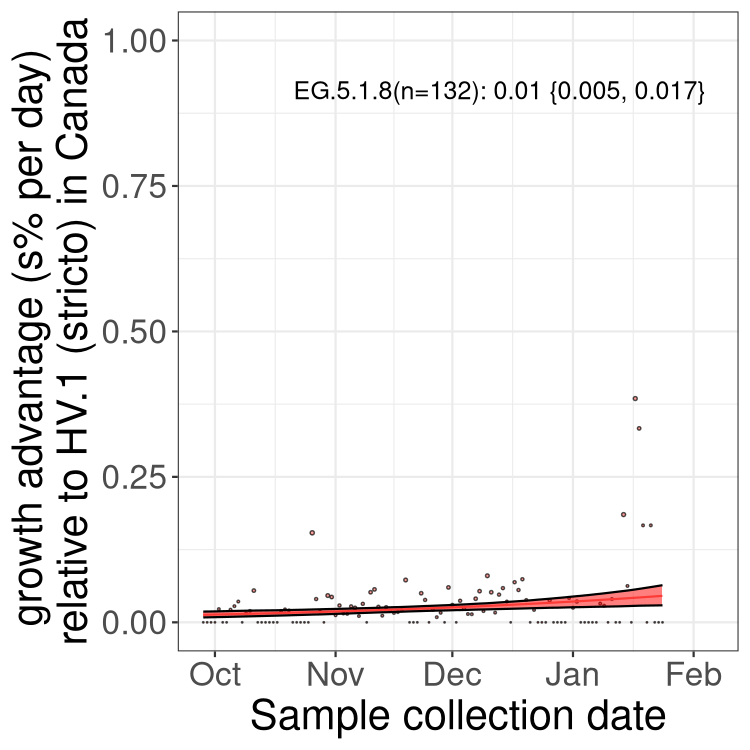 growth advantage (s% per day)
relative to HV.1 (stricto) in Canada
1.00
0.75
0.50
0.25
0.00
EG.5.1.8(n=132): 0.01 {0.005, 0.017}
Oct Nov Dec Jan Feb
Sample collection date